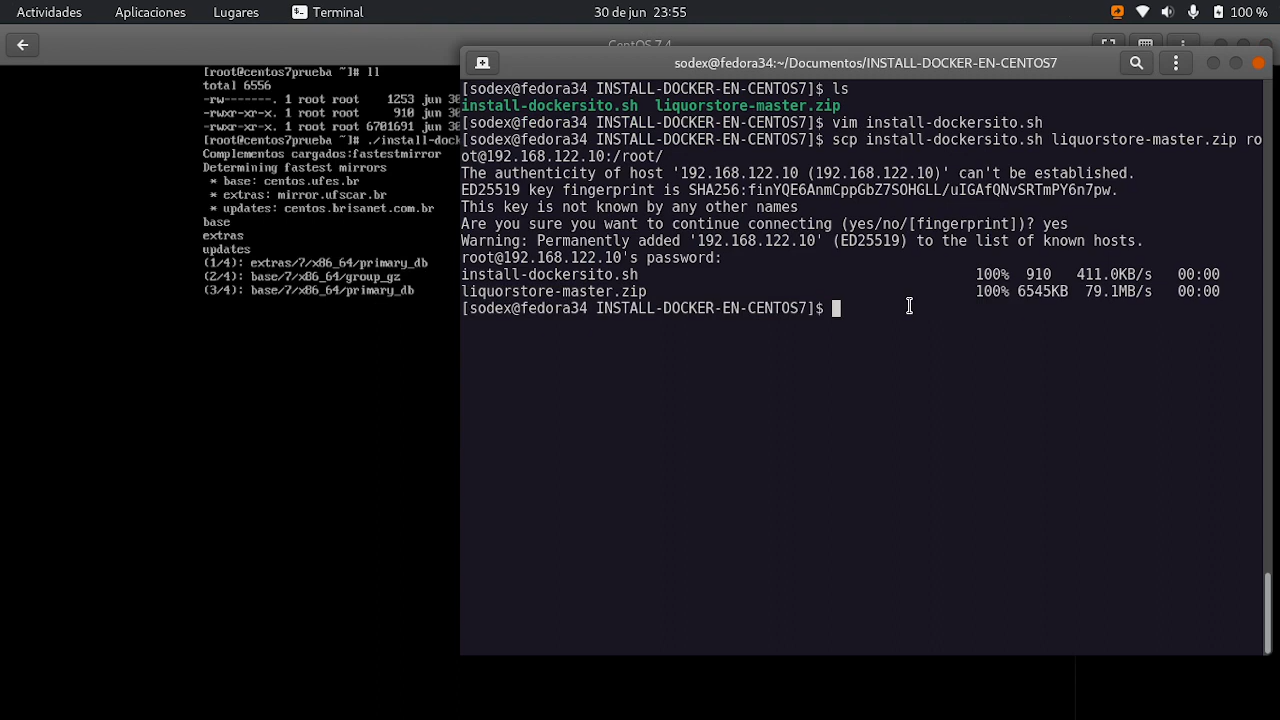 Actividades Aplicaciones Lugares Terminal 30 de jun 23:55 100 %
CentOS 7.4
[root@centos7prueba ~]# ll
total 6556
-rw-------. 1 root root 1253 jun 30
-rwxr-xr-x. 1 root root 910 jun 30
-rwxr-xr-x. 1 root root 6701691 jun 30
[root@centos7prueba ~]# ./install-dock
Complementos cargados:fastestmirror
Determining fastest mirrors
* base: centos.ufes.br
* extras: mirror.ufscar.br
* updates: centos.brisanet.com.br
base
extras
updates
(1/4): extras/7/x86_64/primary_db
(2/4): base/7/x86_64/group_gz
(3/4): base/7/x86_64/primary_db
sodex@fedora34:~/Documentos/INSTALL-DOCKER-EN-CENTOS7
[sodex@fedora34 INSTALL-DOCKER-EN-CENTOS7]$ ls
install-dockersito.sh liquorstore-master.zip
[sodex@fedora34 INSTALL-DOCKER-EN-CENTOS7]$ vim install-dockersito.sh
[sodex@fedora34 INSTALL-DOCKER-EN-CENTOS7]$ scp install-dockersito.sh liquorstore-master.zip ro
ot@192.168.122.10:/root/
The authenticity of host '192.168.122.10 (192.168.122.10)' can't be established.
ED25519 key fingerprint is SHA256:finYQE6AnmCppGbZ7SOHGLL/uIGAfQNvSRTmPY6n7pw.
This key is not known by any other names
Are you sure you want to continue connecting (yes/no/[fingerprint])? yes
Warning: Permanently added '192.168.122.10' (ED25519) to the list of known hosts.
root@192.168.122.10's password:
install-dockersito.sh 100% 910 411.0KB/s 00:00
liquorstore-master.zip 100% 6545KB 79.1MB/s 00:00
[sodex@fedora34 INSTALL-DOCKER-EN-CENTOS7]$